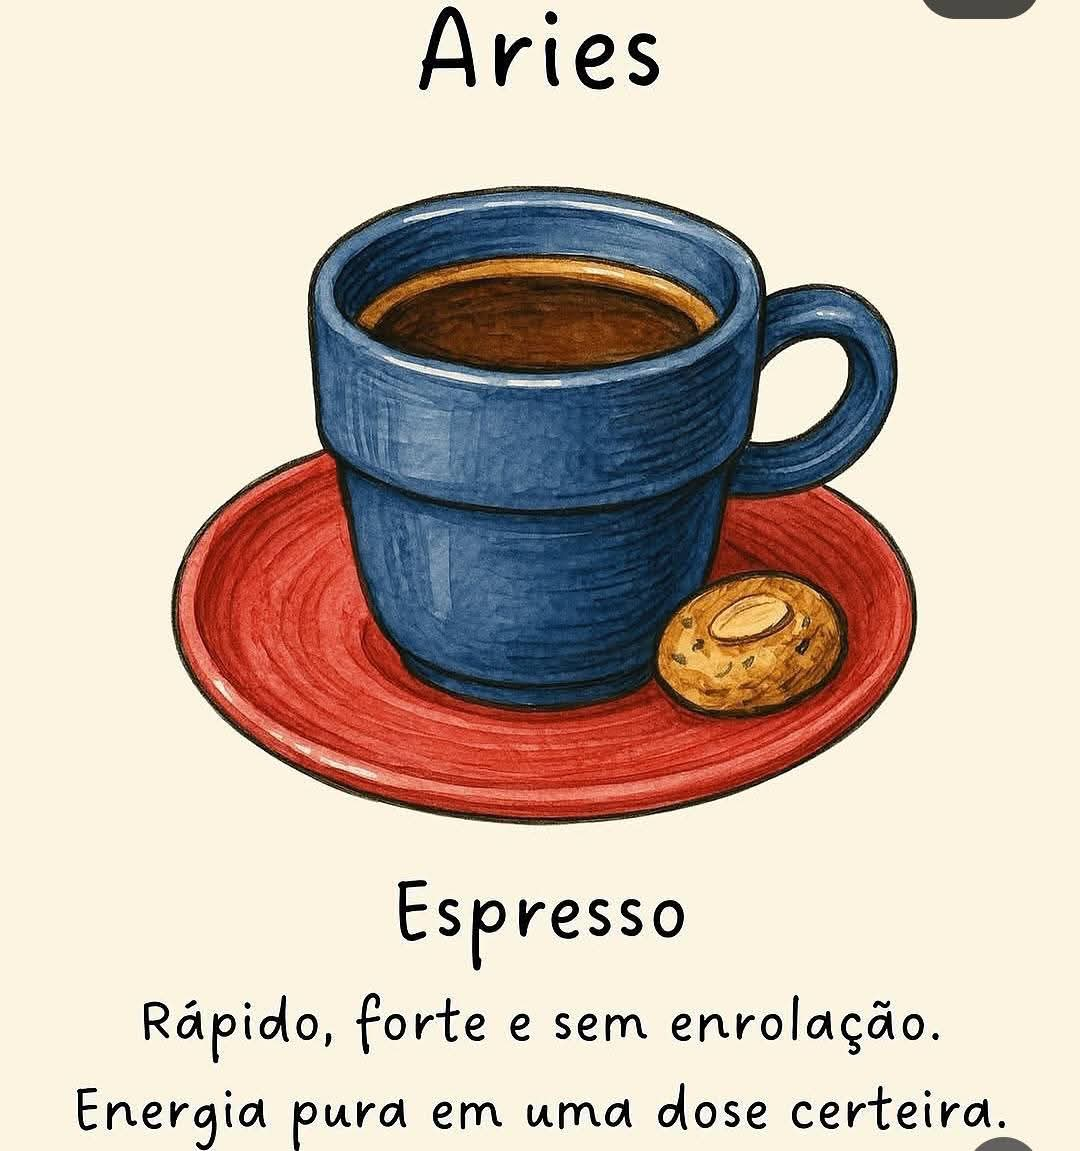 Aries
Espresso
Rápido, forte e sem enrolação.
Energia pura em uma dose certeira.